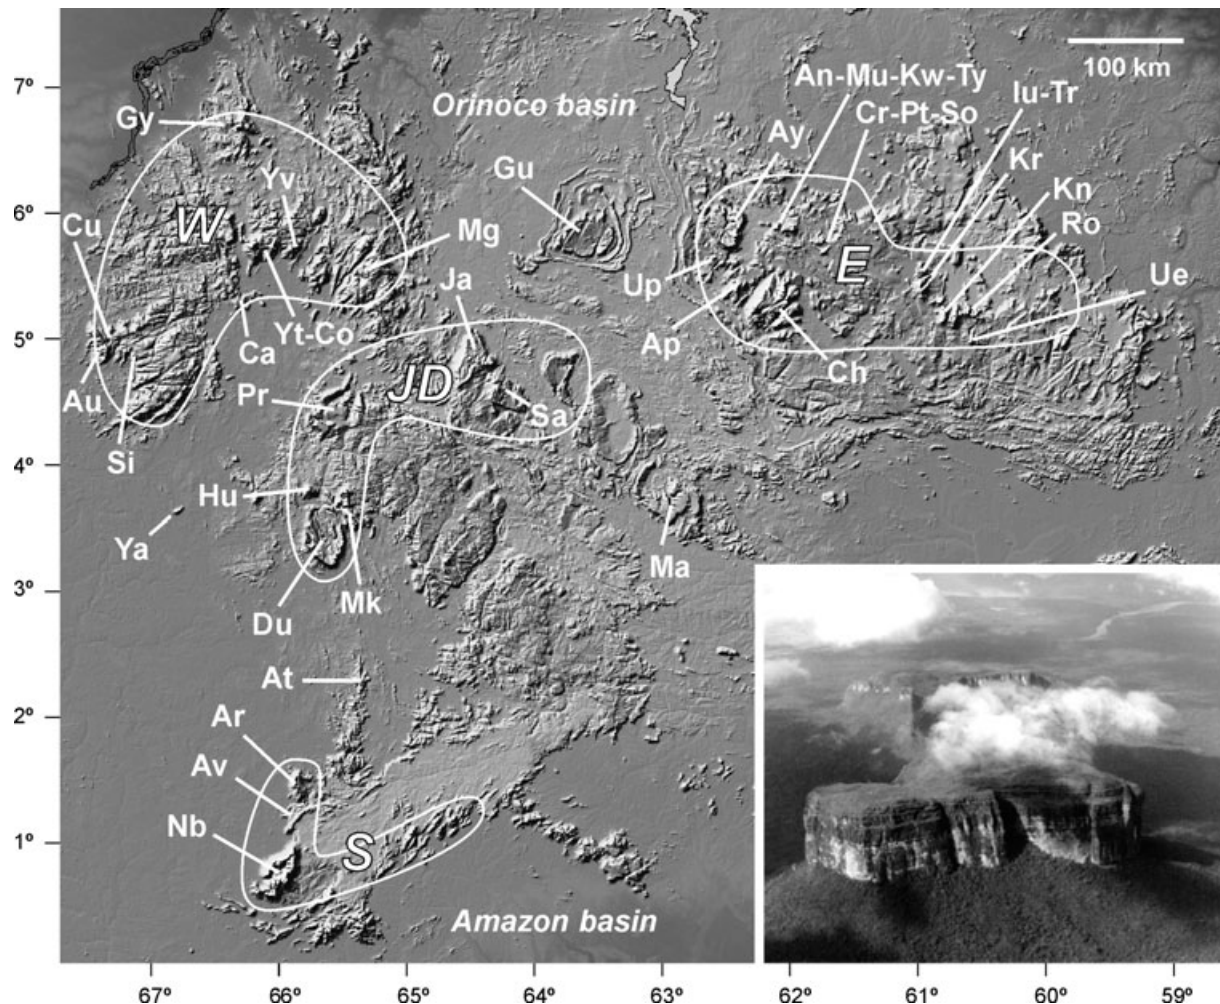 7º
6º
5º
4º
3º
2º
1º
100 km
Orinoco basin
An-Mu-Kw-Ty
Iu-Tr
Cr-Pt-So
Gy
Ay
Kr
Gu
Yv
Kn
Cu
W
Mg
Ro
Ja
Up
E
Ue
Yt-Co
Ca
Ap
Ch
Au
Pr
JD
Sa
Si
Hu
Ya
Ma
Mk
Du
At
Ar
Av
Nb
S
Amazon basin
67º 66º 65º 64º 63º 62º 61º 60º 59º